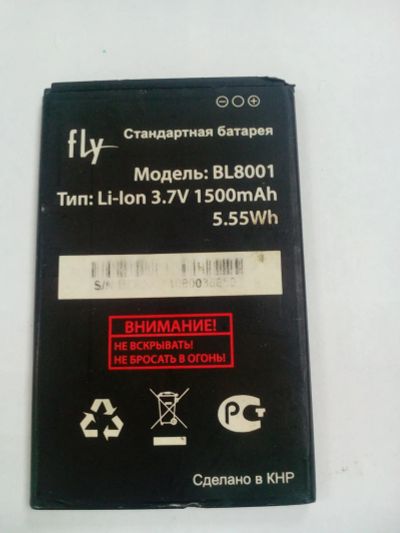 fly
Стандартная батарея
Модель: BL8001
Тип: Li-Ion 3.7V 1500mAh
5.55Wh
S/N
ВНИМАНИЕ!
НЕ ВСКРЫВАТЬ!
НЕ БРОСАТЬ В ОГОНЬ!
Сделано в КНР